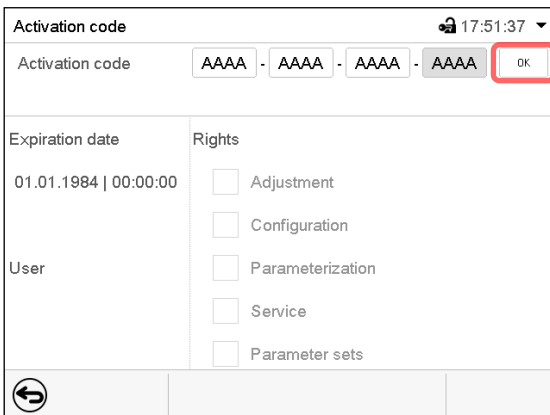 Activation code 17:51:37
Activation code AAAA - AAAA - AAAA - AAAA OK
Expiration date Rights
01.01.1984 | 00:00:00 Adjustment
Configuration
User Parameterization
Service
Parameter sets